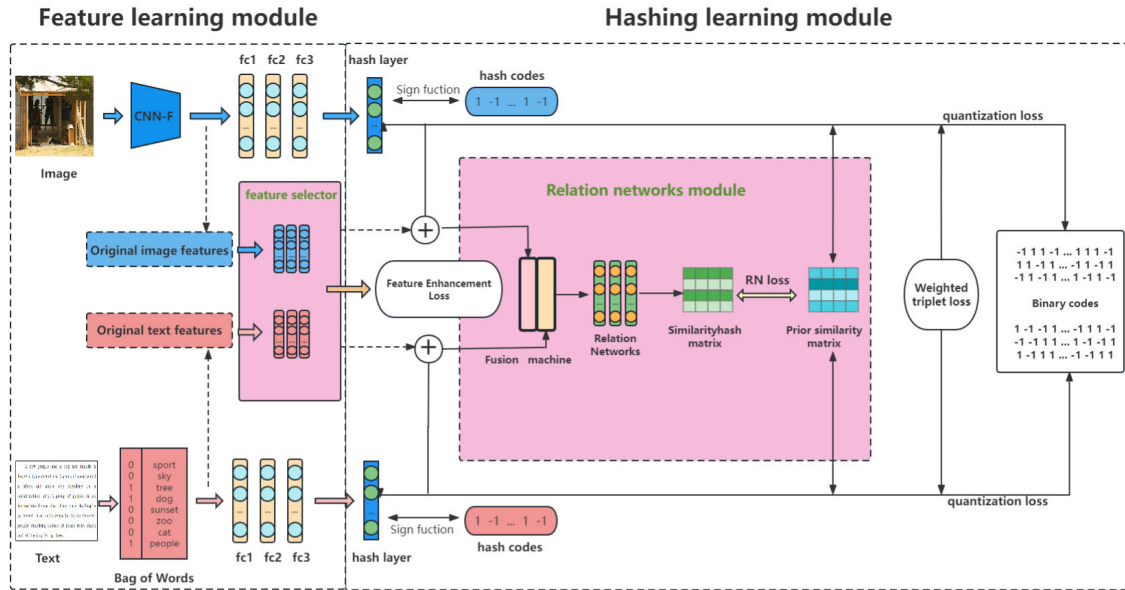 Feature learning module
Hashing learning module
fc1 fc2 fc3
hash layer
hash codes
Sign fuction
1 -1 ... 1 -1
CNN-F
...
...
...
...
quantization loss
Image
feature selector
Relation networks module
Original image features
...
...
...
+
-1 1 1 -1 ... 1 1 1 -1
1 1 -1 1 ... -1 1 -1 1
-1 1 -1 1 ... 1 -1 1 -1
Binary codes
1 -1 -1 1 ... -1 1 1 -1
-1 -1 1 1 ... 1 -1 1 -1
1 -1 1 1 ... -1 -1 1 1
Feature Enhancement
Loss
RN loss
Weighted
triplet loss
Original text features
...
...
...
...
...
...
+
Fusion machine
Relation
Networks
Similarityhash
matrix
Prior similarity
matrix
0 sport
0 sky
1 tree
1 dog
0 sunset
0 zoo
0 cat
1 people
...
...
...
...
quantization loss
Sign fuction
1 -1 ... 1 -1
hash codes
Text
fc1 fc2 fc3
hash layer
Bag of Words